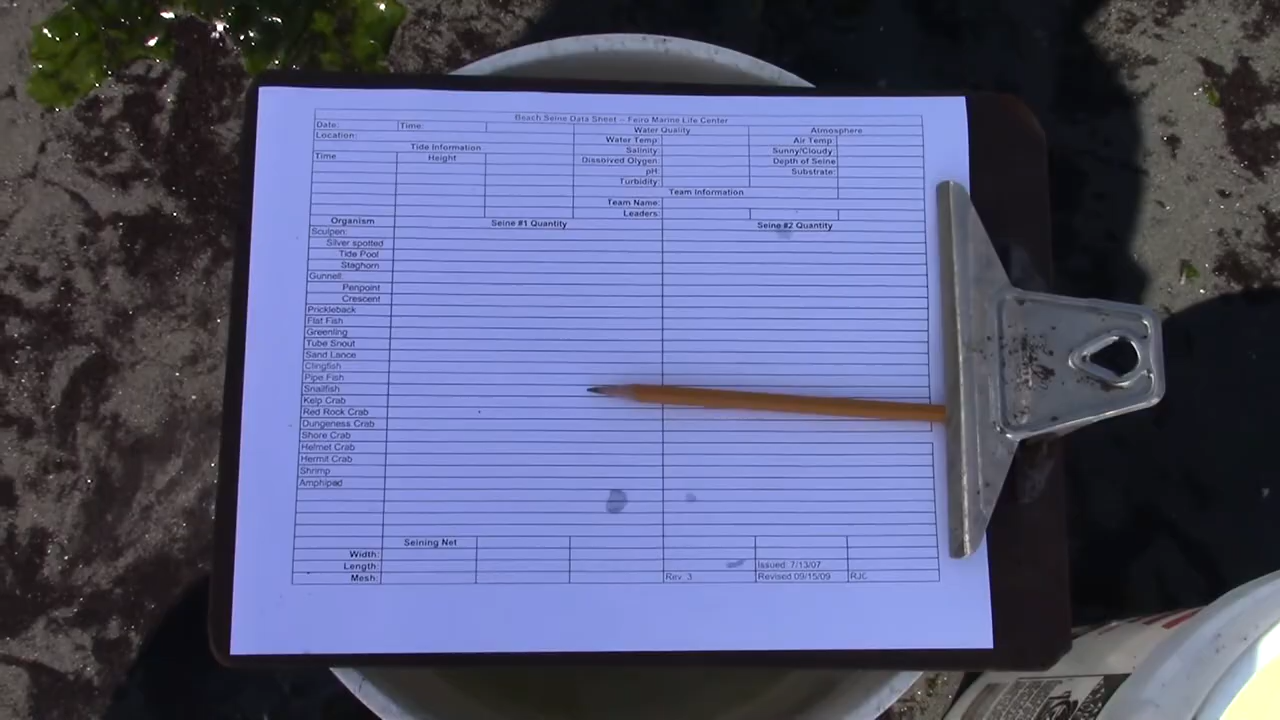 Beach Seine Data Sheet -- Feiro Marine Life Center
Date: Time: Water Quality Atmosphere
Location: Water Temp: Air Temp:
Tide Information Salinity: Sunny/Cloudy:
Time Height Dissolved Olygen Depth of Seine
pH: Substrate:
Turbidity:
Team Information
Team Name:
Leaders:
Organism Seine #1 Quantity Seine #2 Quantity
Sculpen:
Silver spotted
Tide Pool
Staghorn
Gunnell:
Penpoint
Crescent
Prickleback
Flat Fish
Greenling
Tube Snout
Sand Lance
Clingfish
Pipe Fish
Snailfish
Kelp Crab
Red Rock Crab
Dungeness Crab
Shore Crab
Helmet Crab
Hermit Crab
Shrimp
Amphipad
Seining Net
Width:
Length: Issued: 7/13/07
Mesh: Rev. 3 Revised 09/15/09 RJC